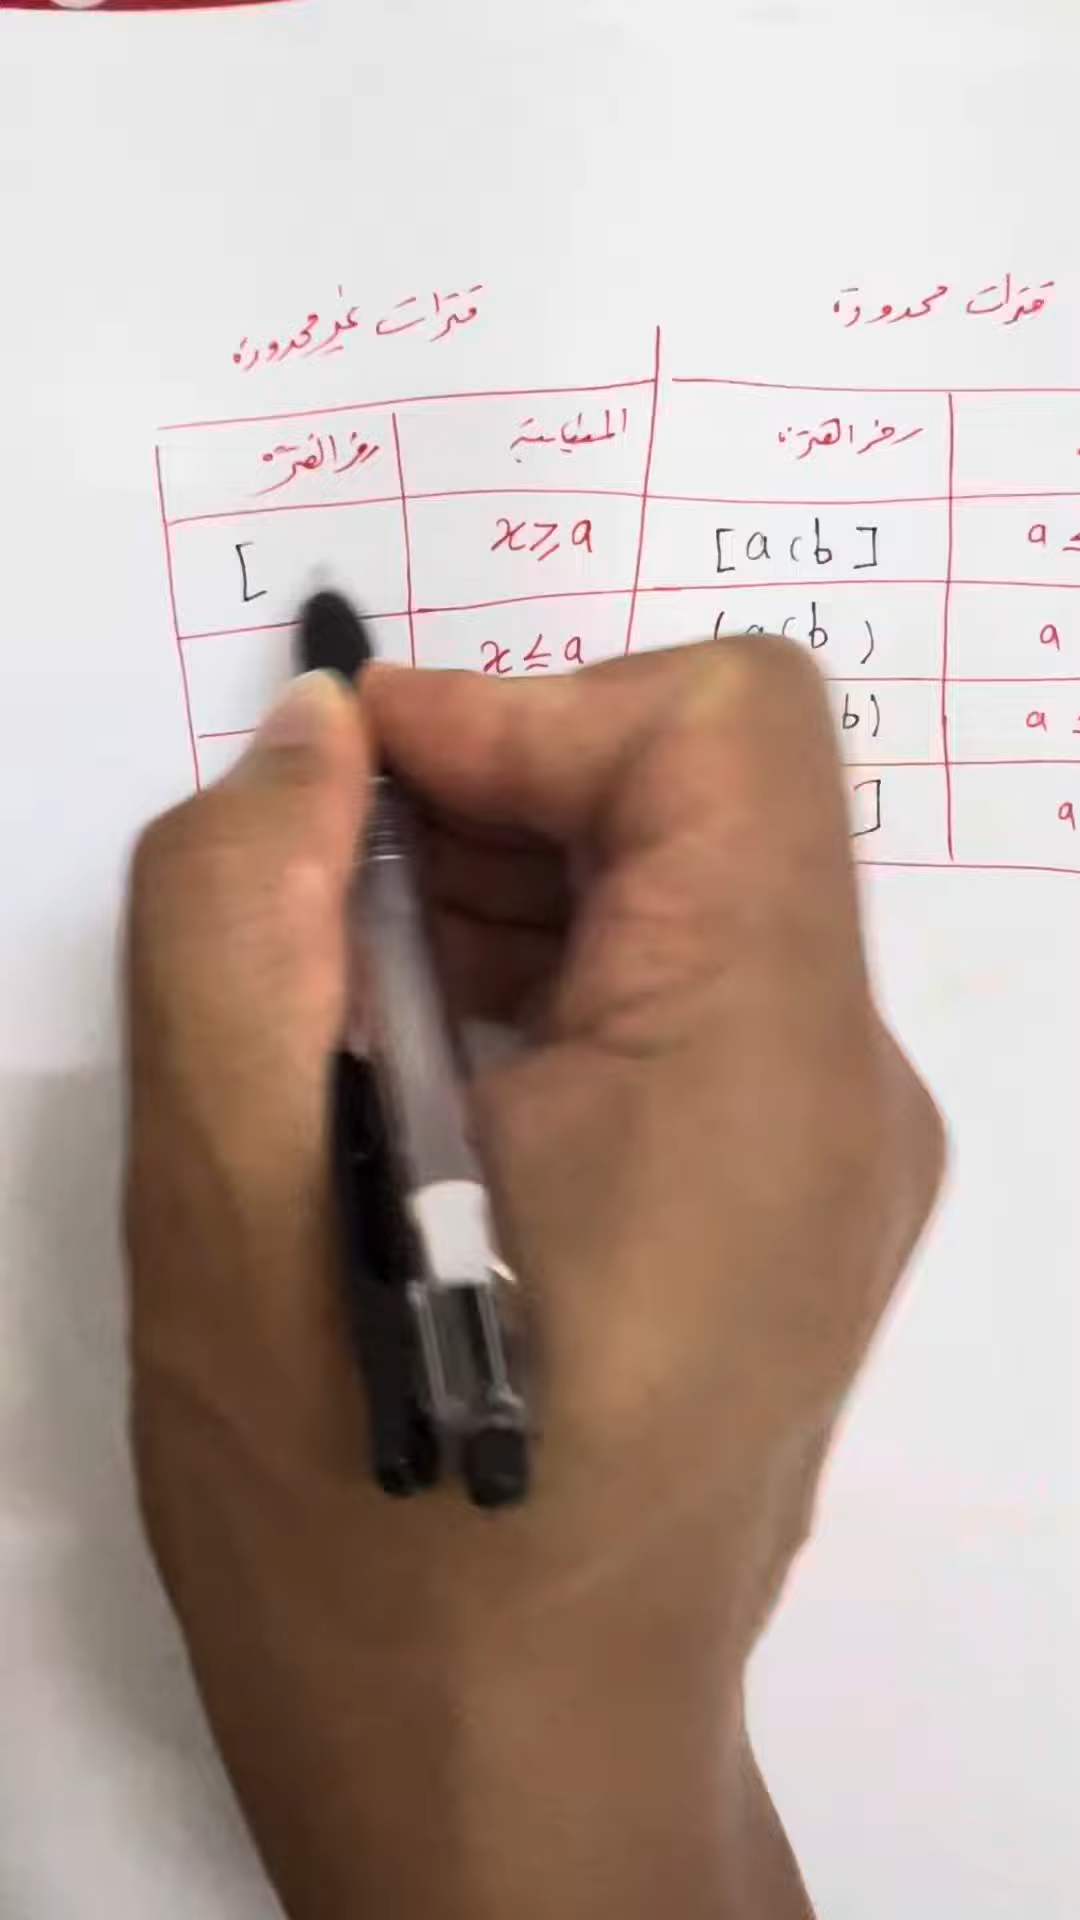 فترات محدودة
فترات غير محدودة
رمز الفترة
المتباينة
رمز الفترة
a ≤
[a ، b]
x ≥ a
[
a
(a ، b)
x ≤ a
a ≤
b)
a
]